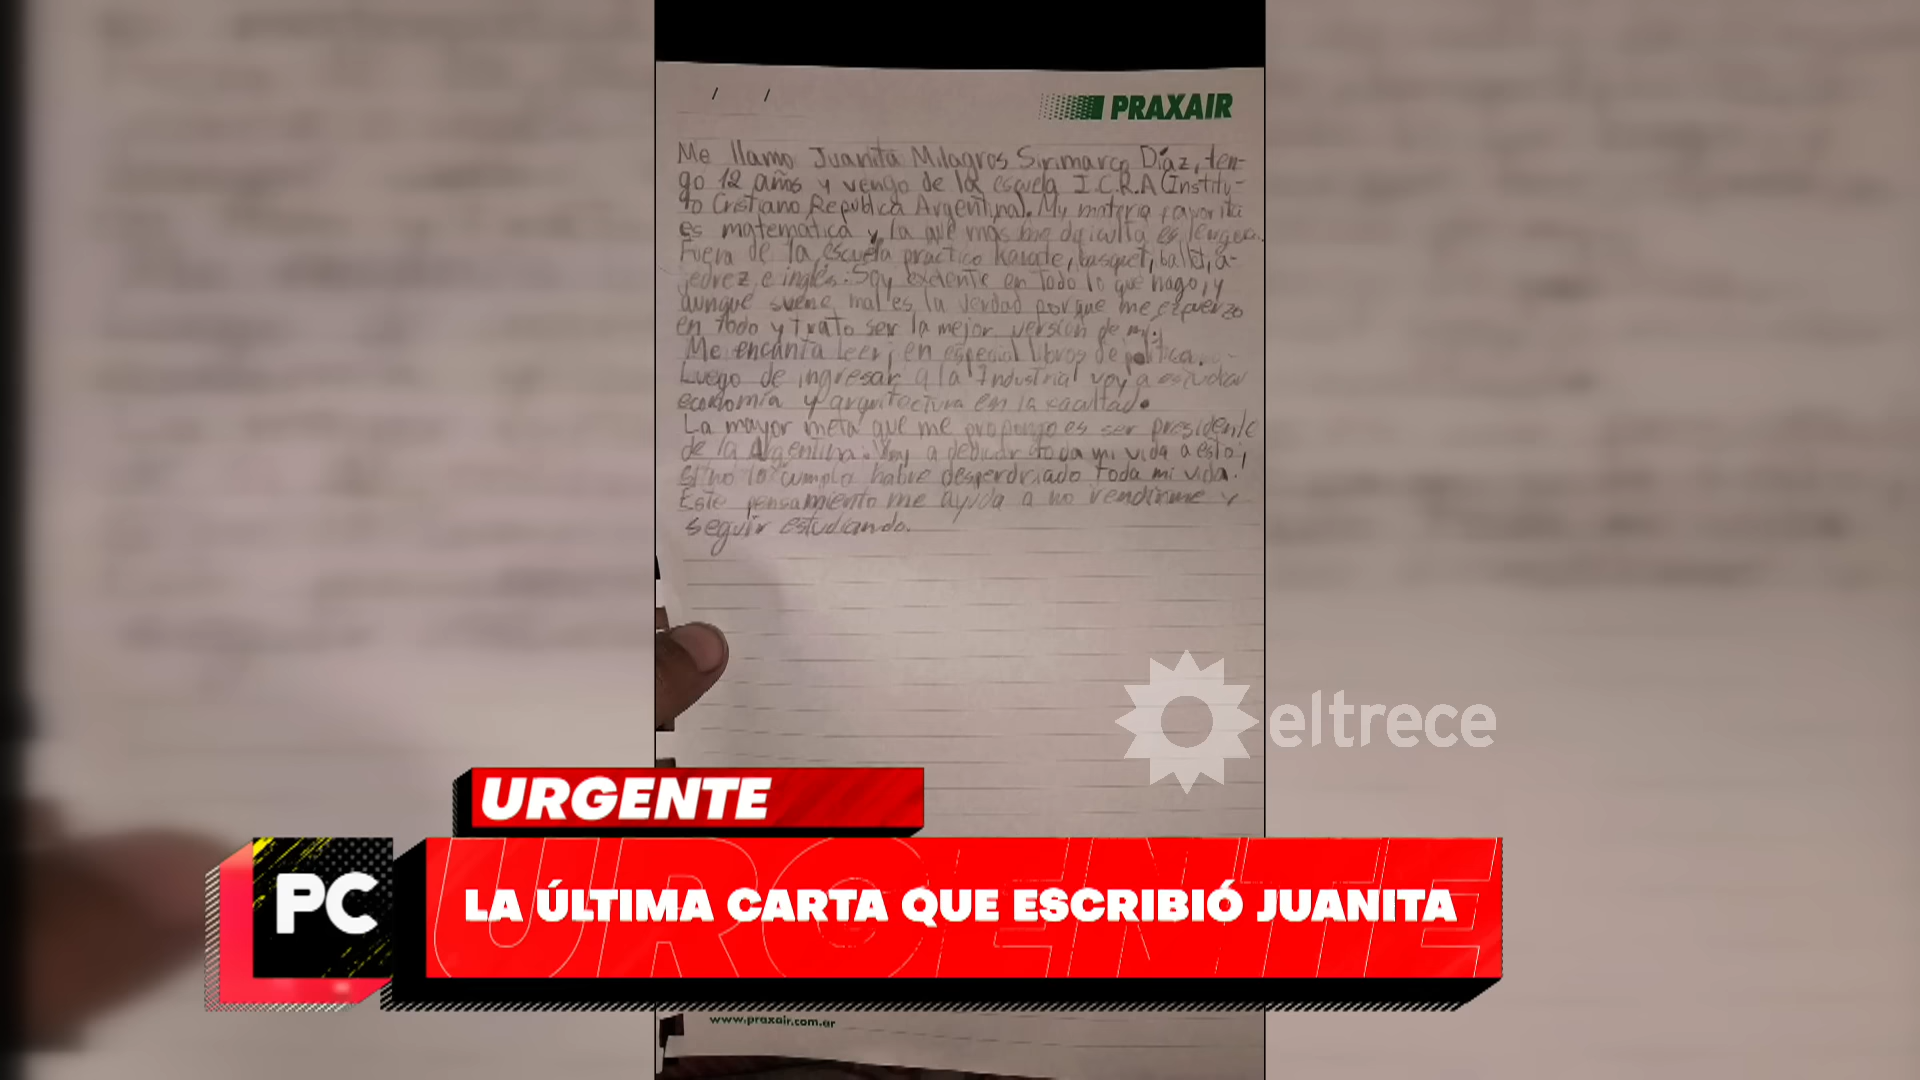 / /
PRAXAIR
Me llamo Juanita Milagros Sirimarco Díaz, ten-
go 12 años y vengo de la escuela I.C.R.A (Institu-
to Cristiano República Argentina). My materia favorita
es matemática y la que más me dificulta es lengua.
Fuera de la escuela práctico karate, basquet, ballet, a-
jedrez e inglés. Soy exelente en todo lo que hago, y
aunque suene mal es la verdad porque me esfuerzo
en todo y trato ser la mejor versión de mi.
Me encanta leer, en especial libros de política.
Luego de ingresar a la Industrial voy a estudiar
economía y arquitectura en la facultad.
La mayor meta que me propongo es ser presidente
de la Argentina. Voy a dedicar toda mi vida a esto,
si no lo cumplo habre desperdiciado toda mi vida.
Este pensamiento me ayuda a no rendirme y
seguir estudiando.
eltrece
URGENTE
PC
LA ÚLTIMA CARTA QUE ESCRIBIÓ JUANITA
www.praxair.com.ar